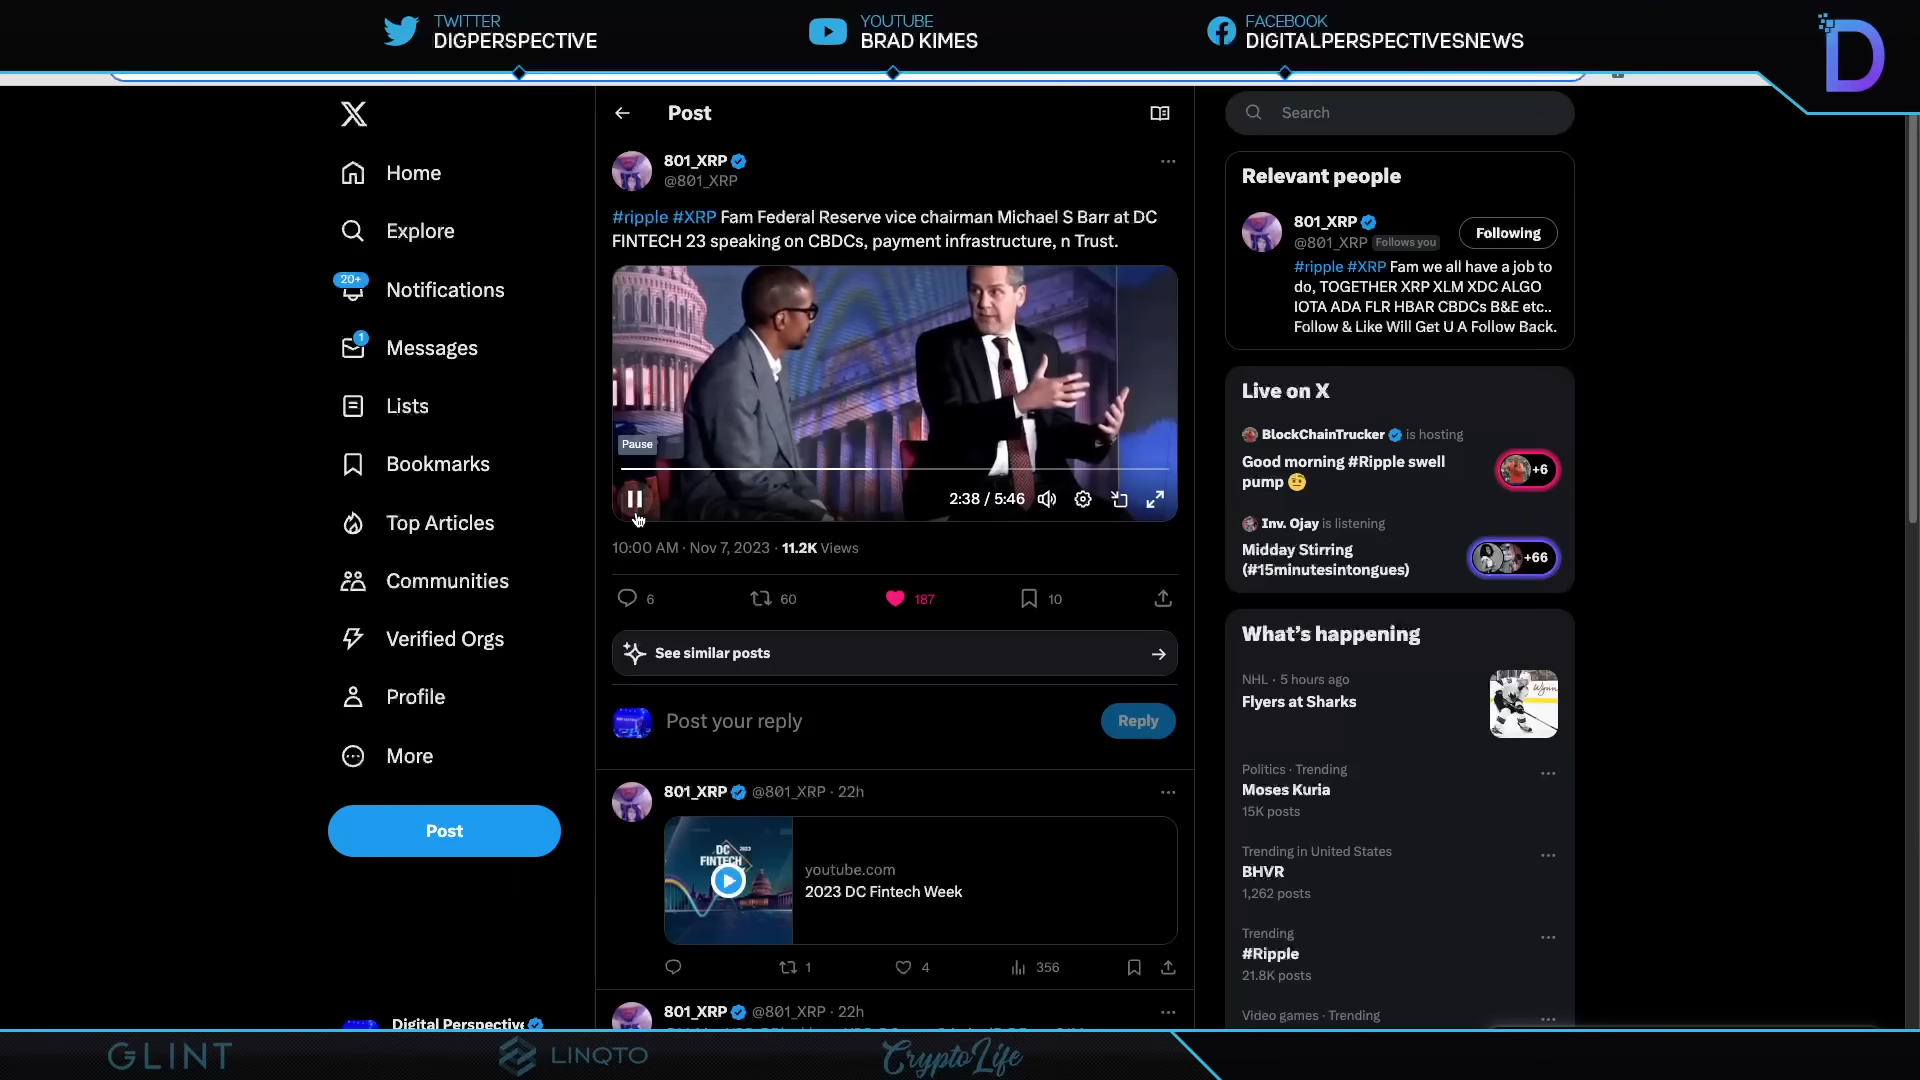 TWITTER
DIGPERSPECTIVE
YOUTUBE
BRAD KIMES
FACEBOOK
DIGITALPERSPECTIVESNEWS
D
X
Home
Explore
20+
Notifications
1
Messages
Lists
Bookmarks
Top Articles
Communities
Verified Orgs
Profile
More
Post
Digital Perspective
Post
801_XRP
@801_XRP
#ripple #XRP Fam Federal Reserve vice chairman Michael S Barr at DC
FINTECH 23 speaking on CBDCs, payment infrastructure, n Trust.
Pause
2:38 / 5:46
10:00 AM · Nov 7, 2023 · 11.2K Views
6
60
187
10
See similar posts
Post your reply
Reply
801_XRP @801_XRP · 22h
DC 2023
FINTECH
youtube.com
2023 DC Fintech Week
1
4
356
801_XRP @801_XRP · 22h
Search
Relevant people
801_XRP
@801_XRP Follows you
Following
#ripple #XRP Fam we all have a job to
do, TOGETHER XRP XLM XDC ALGO
IOTA ADA FLR HBAR CBDCs B&E etc..
Follow & Like Will Get U A Follow Back.
Live on X
BlockChainTrucker is hosting
Good morning #Ripple swell
pump 🤨
+6
Inv. Ojay is listening
Midday Stirring
(#15minutesintongues)
+66
What's happening
NHL · 5 hours ago
Flyers at Sharks
Politics · Trending
Moses Kuria
15K posts
Trending in United States
BHVR
1,262 posts
Trending
#Ripple
21.8K posts
Video games · Trending
GLINT
LINQTO
CryptoLife